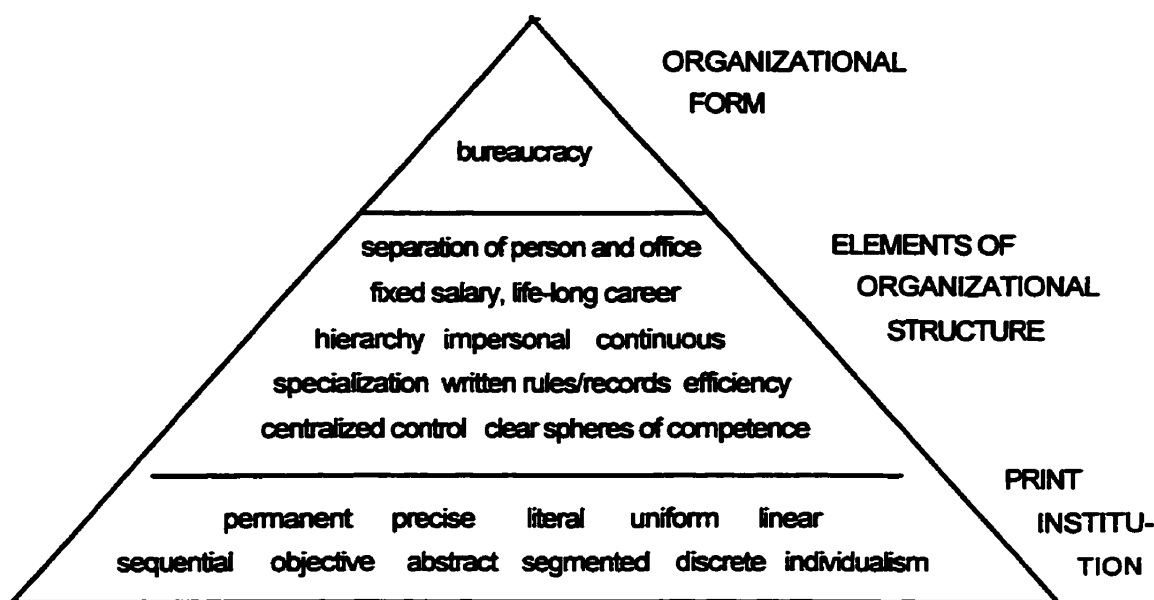 ORGANIZATIONAL
FORM
bureaucracy
separation of person and office
fixed salary, life-long career
hierarchy impersonal continuous
specialization written rules/records efficiency
centralized control clear spheres of competence
ELEMENTS OF
ORGANIZATIONAL
STRUCTURE
permanent precise literal uniform linear
sequential objective abstract segmented discrete individualism
PRINT
INSTITU-
TION